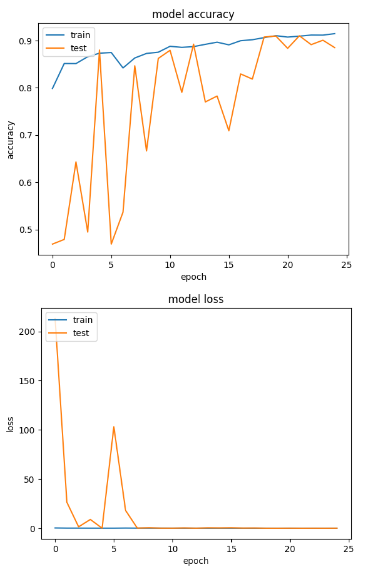 model accuracy
train
test
0.9
0.8
0.7
0.6
0.5
accuracy
0 5 10 15 20 25
epoch
model loss
train
test
200
150
100
50
0
loss
0 5 10 15 20 25
epoch